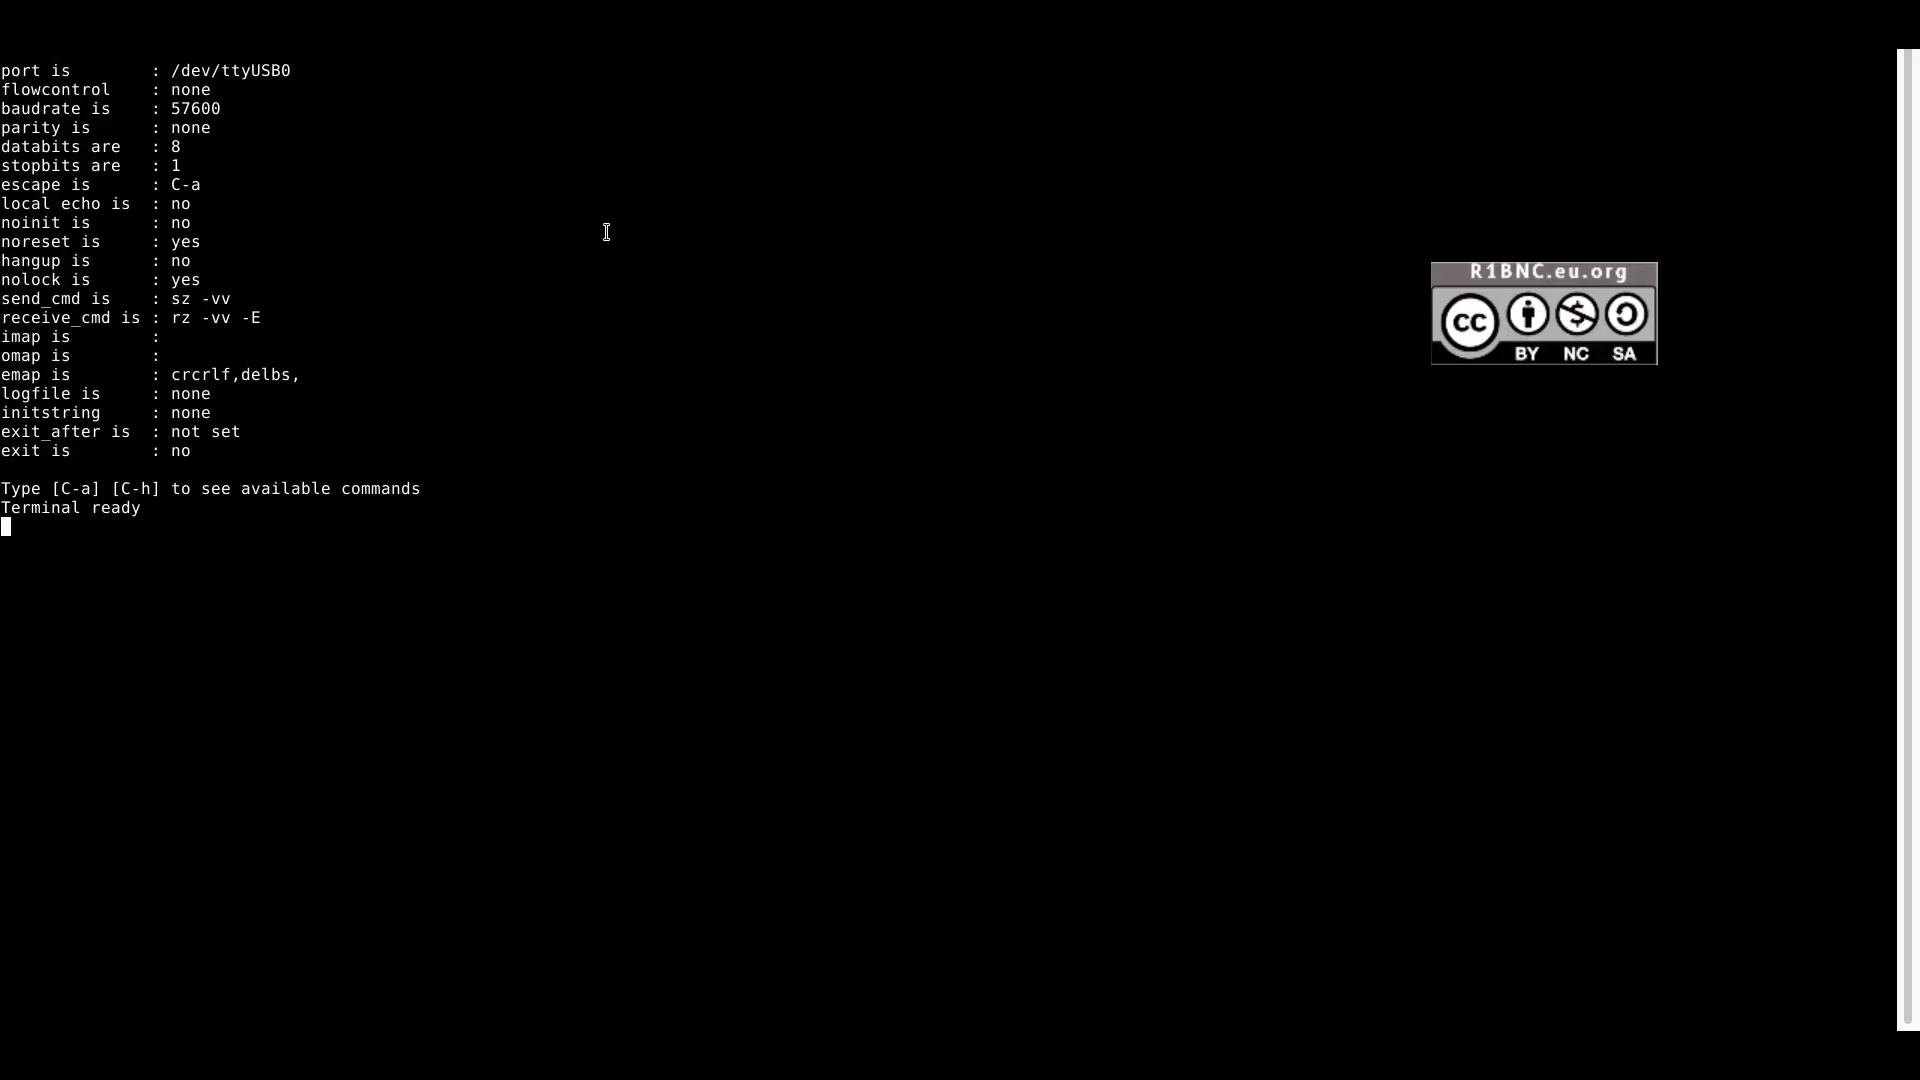 port is        : /dev/ttyUSB0
flowcontrol    : none
baudrate is    : 57600
parity is      : none
databits are   : 8
stopbits are   : 1
escape is      : C-a
local echo is  : no
noinit is      : no
noreset is     : yes
hangup is      : no
nolock is      : yes
send_cmd is    : sz -vv
receive_cmd is : rz -vv -E
imap is        :
omap is        :
emap is        : crcrlf,delbs,
logfile is     : none
initstring     : none
exit_after is  : not set
exit is        : no
Type [C-a] [C-h] to see available commands
Terminal ready
R1BNC.eu.org
CC
BY NC SA